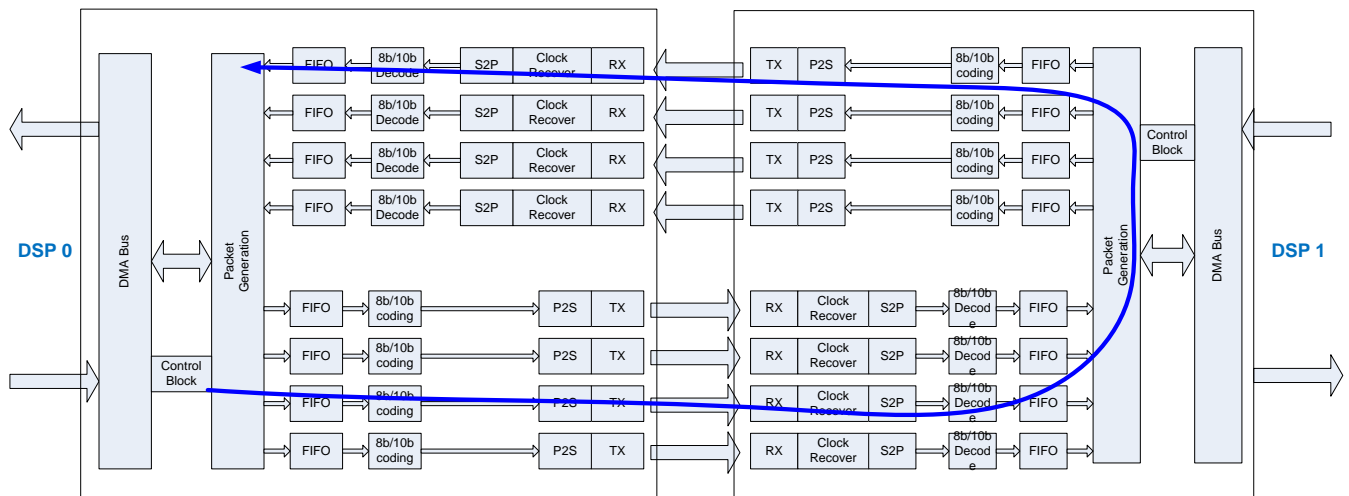 FIFO 8b/10b Decode S2P Clock Recover RX TX P2S 8b/10b coding FIFO
FIFO 8b/10b Decode S2P Clock Recover RX TX P2S 8b/10b coding FIFO
FIFO 8b/10b Decode S2P Clock Recover RX TX P2S 8b/10b coding FIFO
FIFO 8b/10b Decode S2P Clock Recover RX TX P2S 8b/10b coding FIFO
Control Block
DSP 0
DMA Bus
Packet Generation
Packet Generation
DMA Bus
DSP 1
FIFO 8b/10b coding P2S TX RX Clock Recover S2P 8b/10b Decode FIFO
FIFO 8b/10b coding P2S TX RX Clock Recover S2P 8b/10b Decode FIFO
Control Block
FIFO 8b/10b coding P2S TX RX Clock Recover S2P 8b/10b Decode FIFO
FIFO 8b/10b coding P2S TX RX Clock Recover S2P 8b/10b Decode FIFO